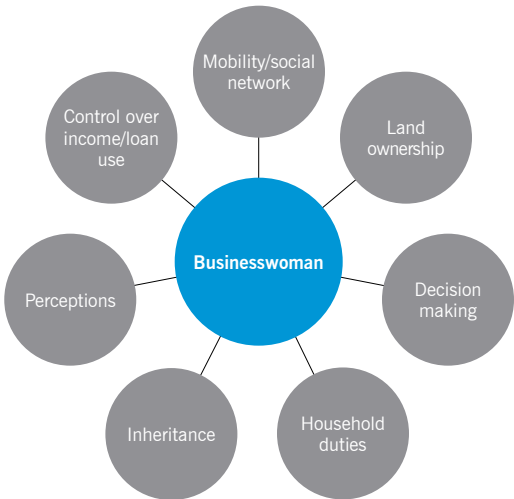 Mobility/social
network
Control over
income/loan
use
Land
ownership
Businesswoman
Perceptions
Decision
making
Inheritance
Household
duties